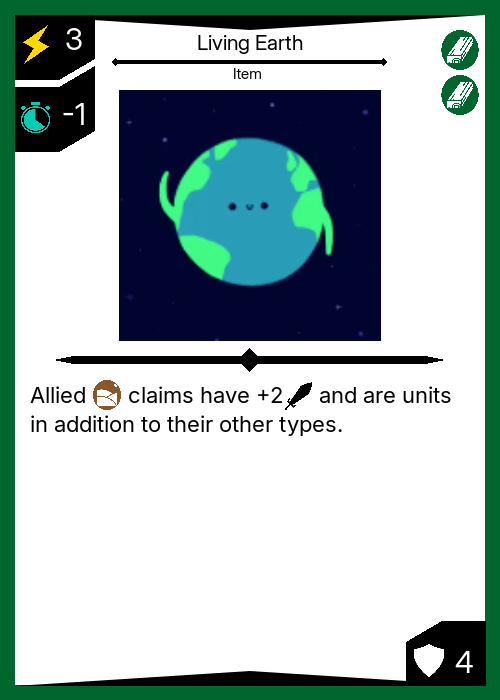 3
Living Earth
Item
-1
Allied claims have +2 and are units
in addition to their other types.
4